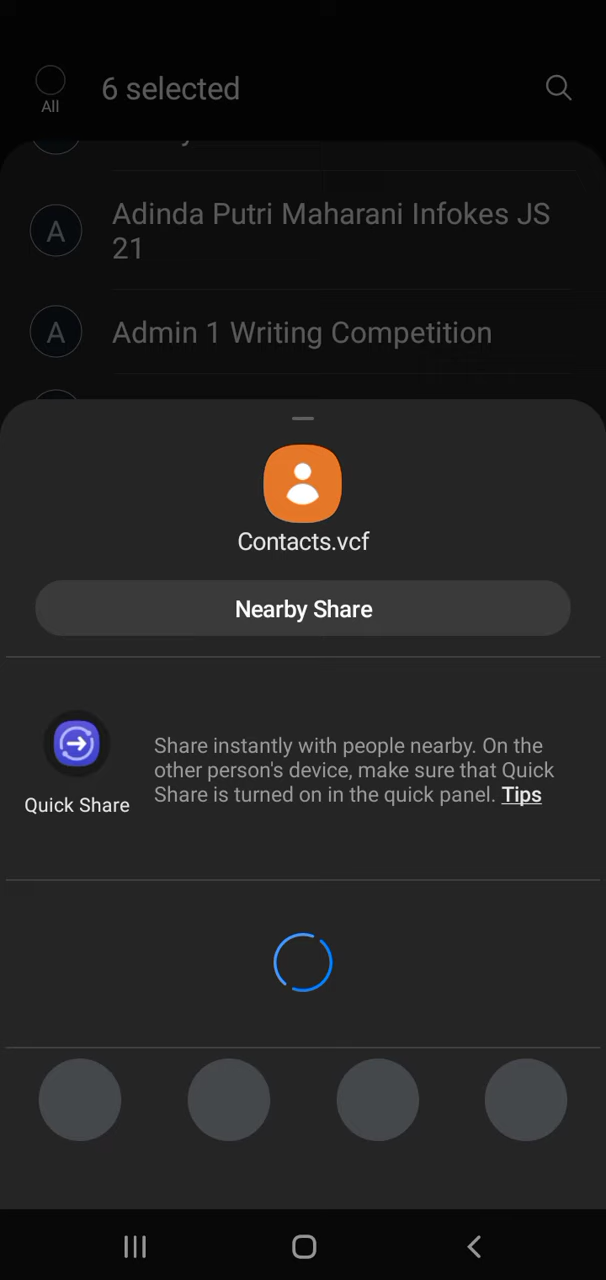 6 selected
All
Adinda Putri Maharani Infokes JS
21
A
A
Admin 1 Writing Competition
Contacts.vcf
Nearby Share
Share instantly with people nearby. On the
other person's device, make sure that Quick
Share is turned on in the quick panel. Tips
Quick Share